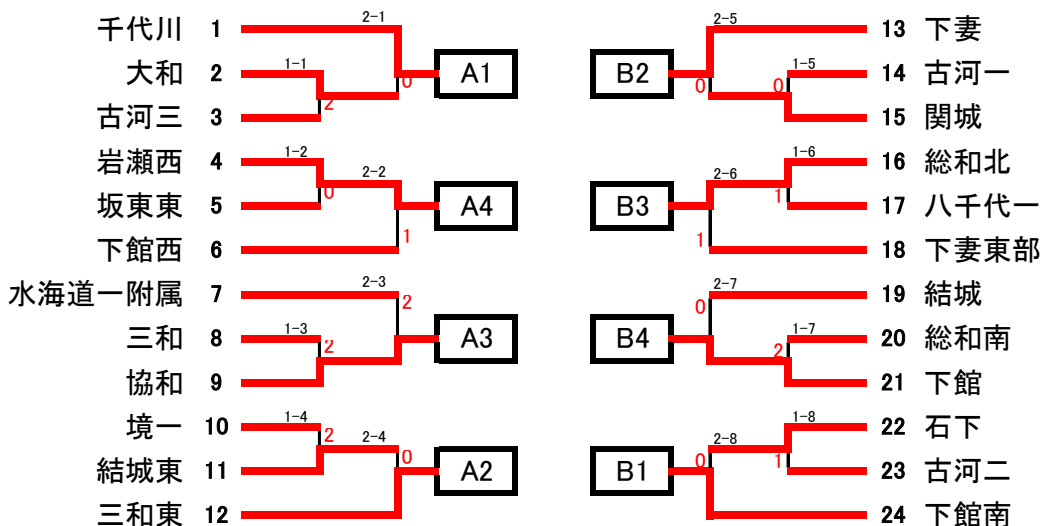 千代川 1
2-1
大和 2
1-1
0
A1
古河三 3
2
岩瀬西 4
1-2
2-2
坂東東 5
0
A4
下館西 6
1
水海道一附属 7
2-3
2
三和 8
1-3
2
A3
協和 9
境一 10
1-4
2
2-4
0
結城東 11
A2
三和東 12
2-5
13 下妻
B2
0
0
1-5
14 古河一
15 関城
1-6
16 総和北
2-6
B3
1
17 八千代一
1
18 下妻東部
2-7
0
19 結城
B4
1-7
2
20 総和南
21 下館
1-8
22 石下
2-8
B1
0
1
23 古河二
24 下館南